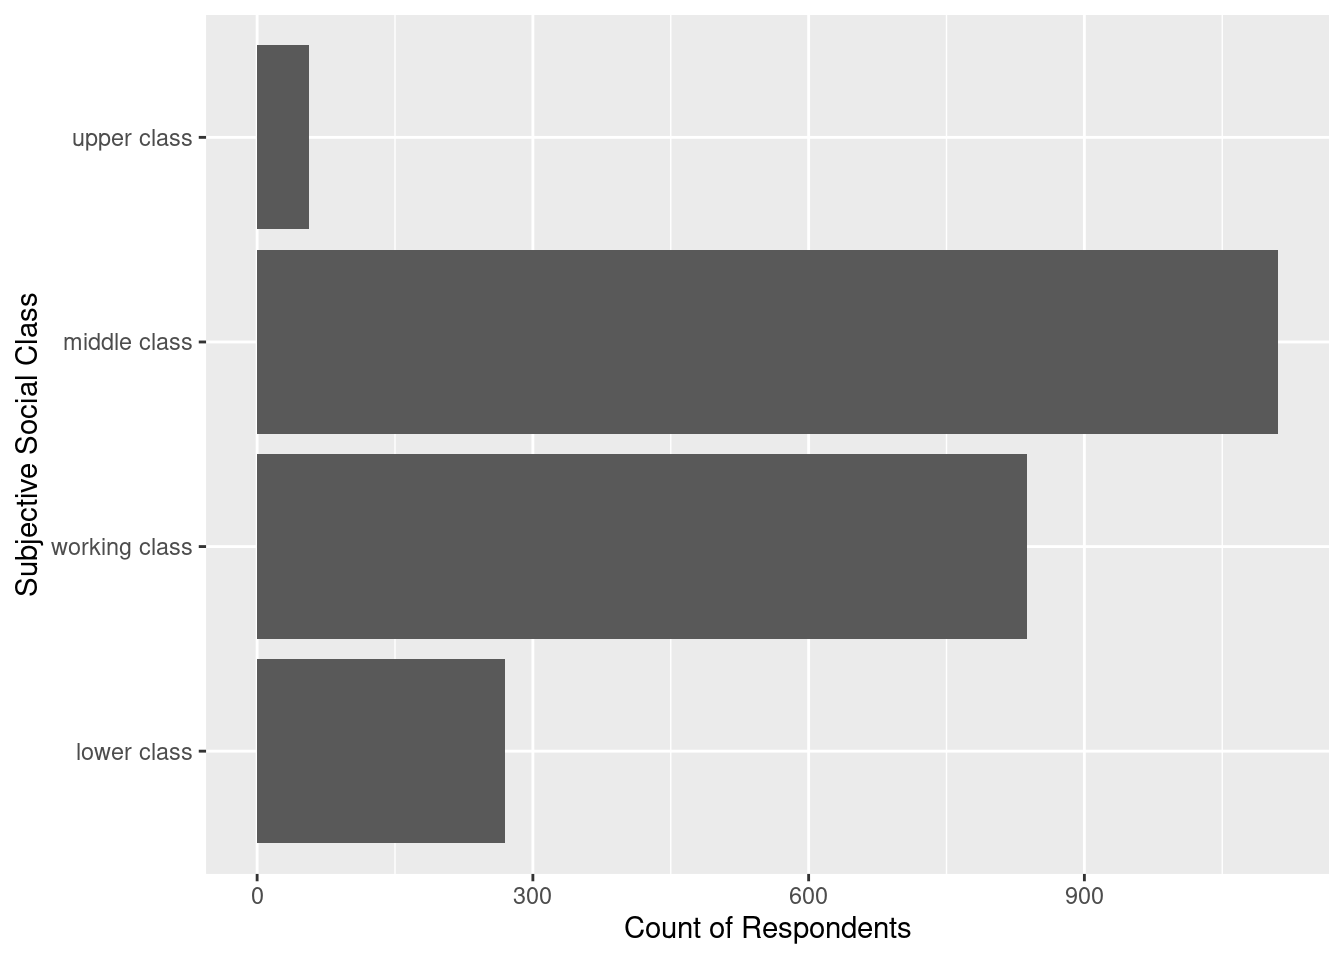 Subjective Social Class
upper class
middle class
working class
lower class
0 300 600 900
Count of Respondents